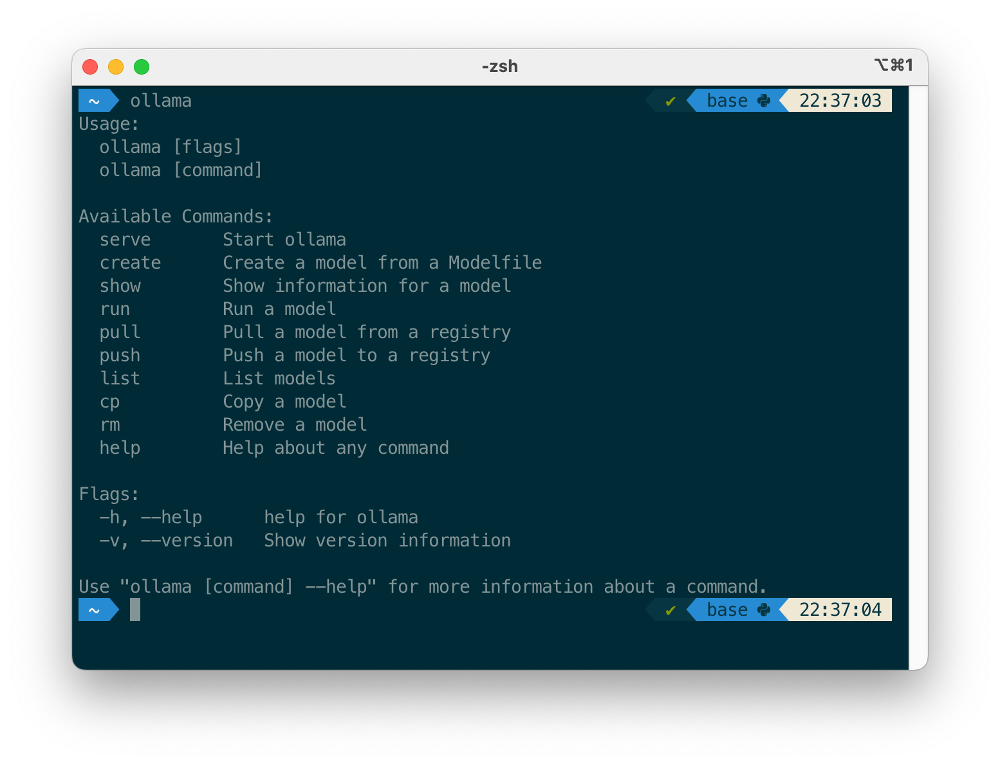 -zsh ⌥⌘1
~ ollama ✔ base 22:37:03
Usage:
  ollama [flags]
  ollama [command]

Available Commands:
  serve       Start ollama
  create      Create a model from a Modelfile
  show        Show information for a model
  run         Run a model
  pull        Pull a model from a registry
  push        Push a model to a registry
  list        List models
  cp          Copy a model
  rm          Remove a model
  help        Help about any command

Flags:
  -h, --help      help for ollama
  -v, --version   Show version information

Use "ollama [command] --help" for more information about a command.
~ ✔ base 22:37:04